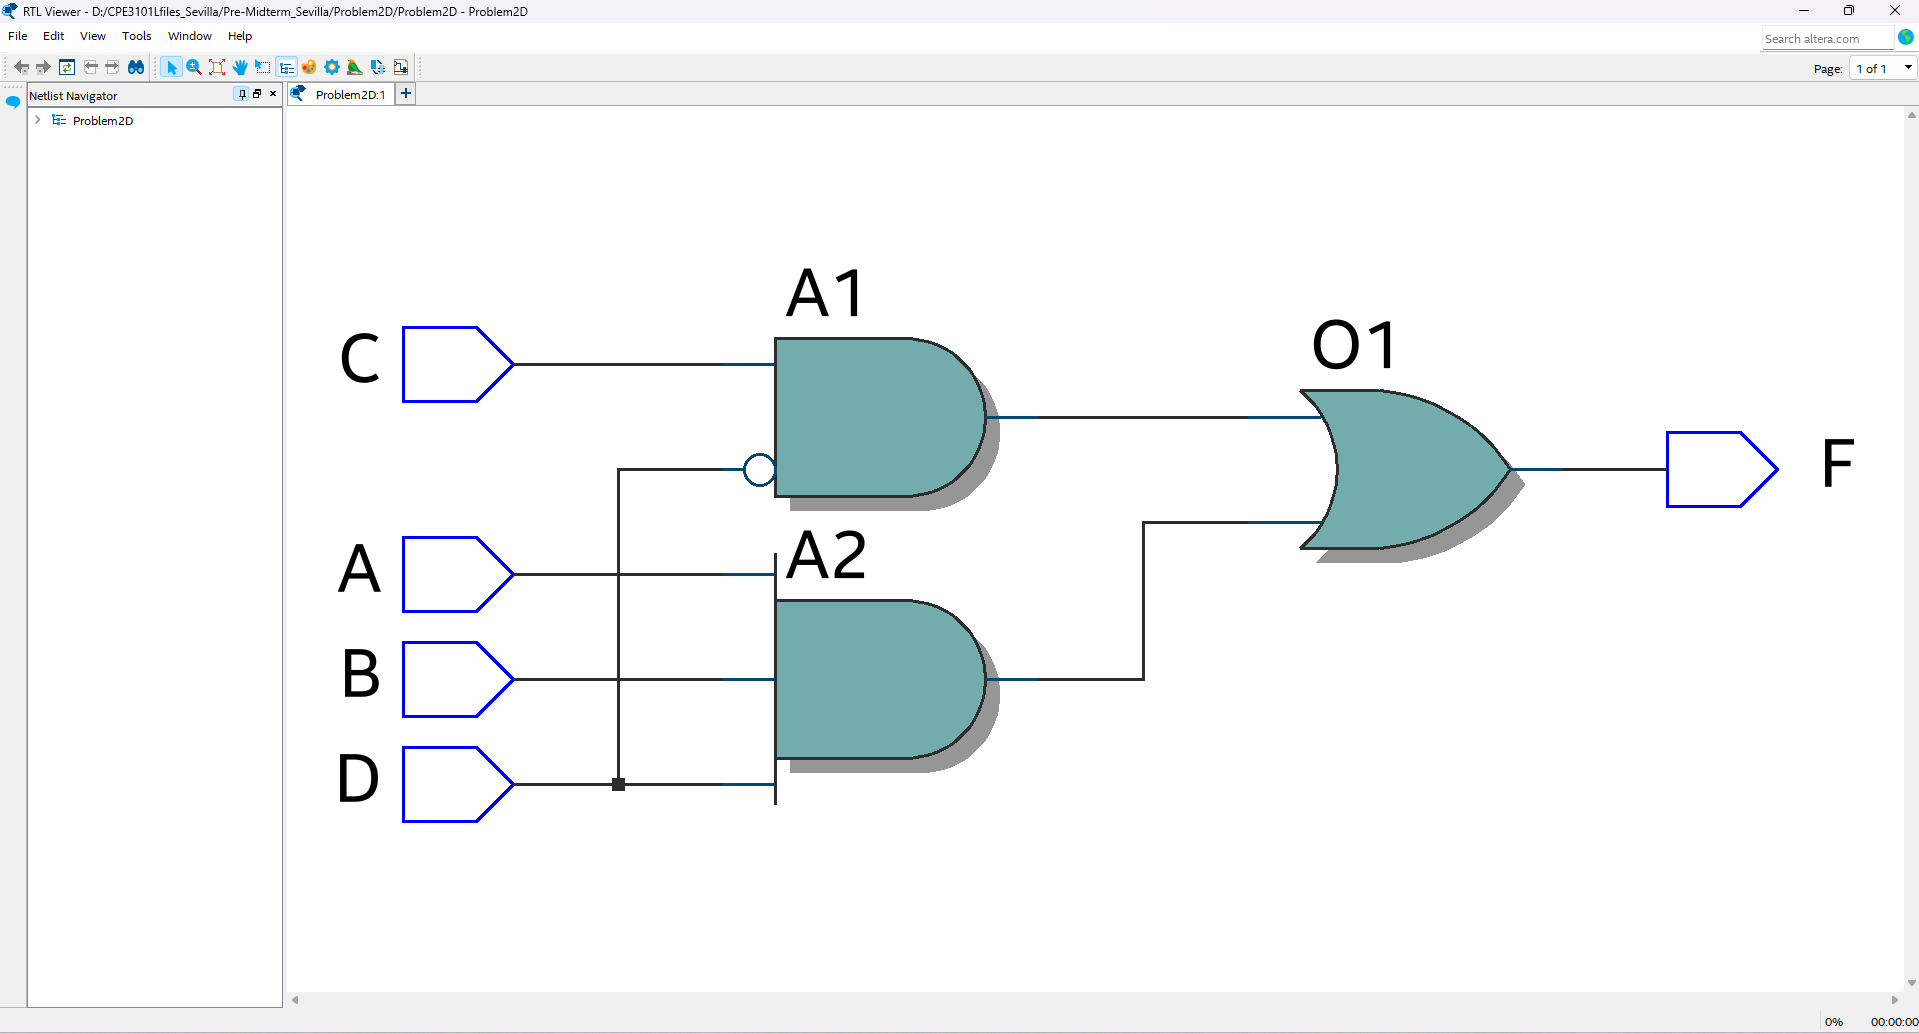 RTL Viewer - D:/CPE3101Lfiles_Sevilla/Pre-Midterm_Sevilla/Problem2D/Problem2D - Problem2D
File Edit View Tools Window Help
Search altera.com
Page: 1 of 1
Netlist Navigator
Problem2D:1
Problem2D
A1
C
O1
F
A2
A
B
D
0% 00:00:00